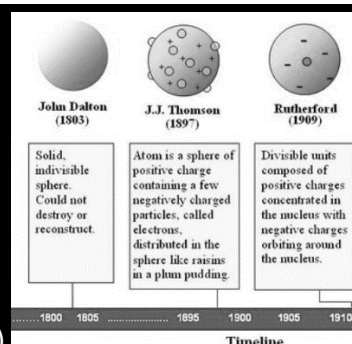 John Dalton
(1803)
J.J. Thomson
(1897)
Rutherford
(1909)
Solid,
indivisible
sphere.
Could not
destroy or
reconstruct.
Atom is a sphere of
positive charge
containing a few
negatively charged
particles, called
electrons,
distributed in the
sphere like raisins
in a plum pudding.
Divisible units
composed of
positive charges
concentrated in
the nucleus with
negative charges
orbiting around
the nucleus.
......1800 1805 ..................... 1895 1900 1905 1910
Timeline